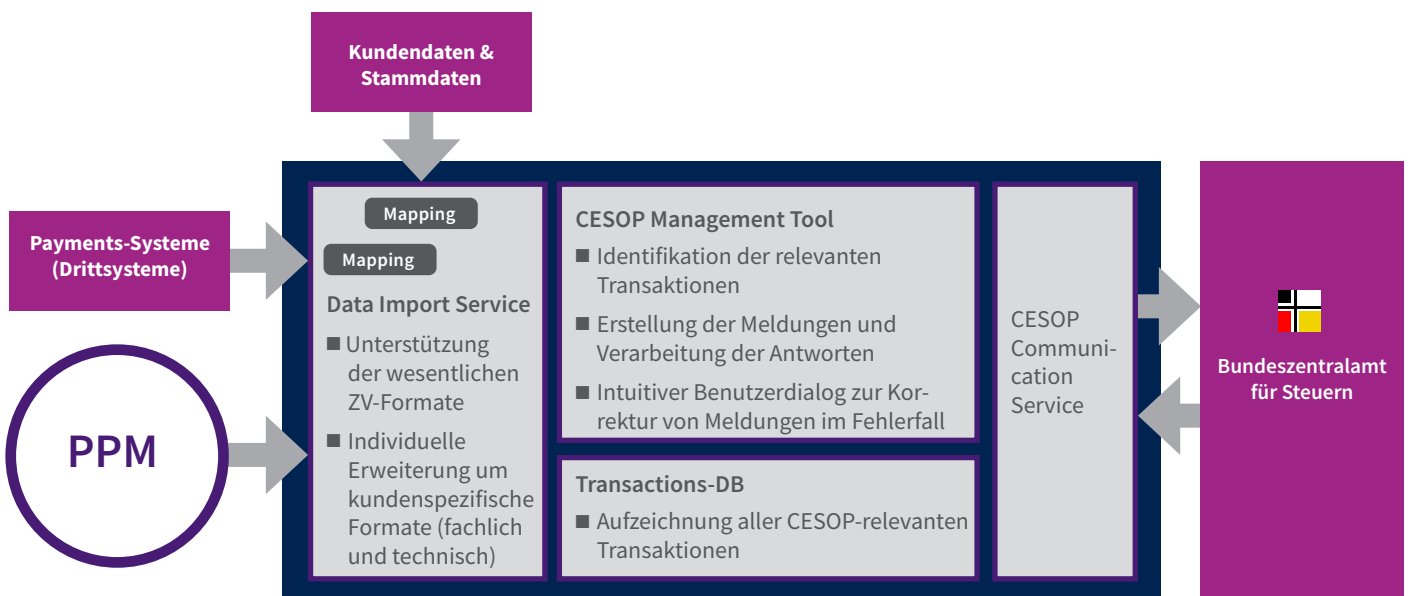 Kundendaten &
Stammdaten
Payments-Systeme
(Drittsysteme)
PPM
Mapping
Mapping
Data Import Service
■ Unterstützung
der wesentlichen
ZV-Formate
■ Individuelle
Erweiterung um
kundenspezifische
Formate (fachlich
und technisch)
CESOP Management Tool
■ Identifikation der relevanten
Transaktionen
■ Erstellung der Meldungen und
Verarbeitung der Antworten
■ Intuitiver Benutzerdialog zur Kor-
rektur von Meldungen im Fehlerfall
Transactions-DB
■ Aufzeichnung aller CESOP-relevanten
Transaktionen
CESOP
Communi-
cation
Service
Bundeszentralamt
für Steuern